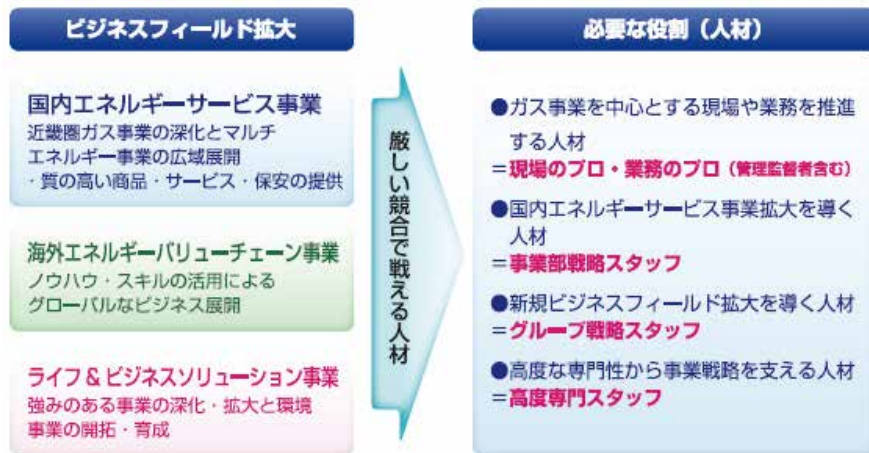 ビジネスフィールド拡大
国内エネルギーサービス事業
近畿圏ガス事業の深化とマルチ
エネルギー事業の広域展開
・質の高い商品・サービス・保安の提供
海外エネルギーバリューチェーン事業
ノウハウ・スキルの活用による
グローバルなビジネス展開
ライフ&ビジネスソリューション事業
強みのある事業の深化・拡大と環境
事業の開拓・育成
厳しい競合で戦える人材
必要な役割（人材）
●ガス事業を中心とする現場や業務を推進
する人材
＝現場のプロ・業務のプロ（管理監督者含む）
●国内エネルギーサービス事業拡大を導く
人材
＝事業部戦略スタッフ
●新規ビジネスフィールド拡大を導く人材
＝グループ戦略スタッフ
●高度な専門性から事業戦略を支える人材
＝高度専門スタッフ